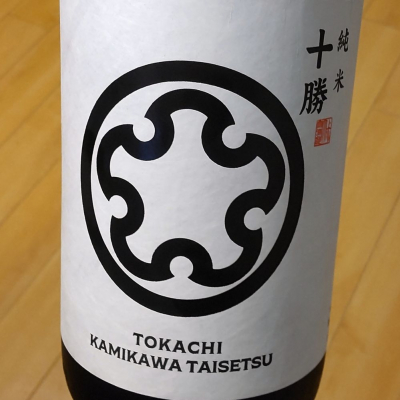 純米
十勝
TOKACHI
KAMIKAWA TAISETSU